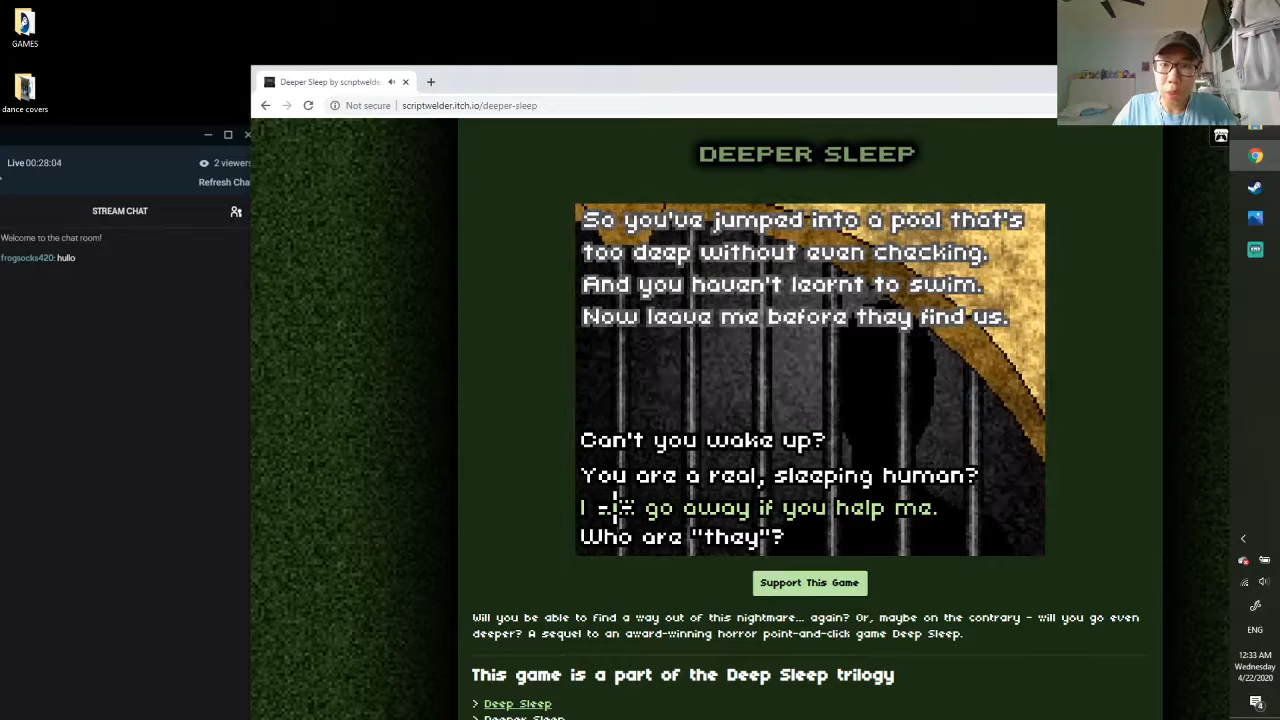 GAMES
dance covers
Deeper Sleep by scriptwelde
Not secure
scriptwelder.itch.io/deeper-sleep
Live 00:28:04
2 viewers
Refresh Cha
STREAM CHAT
Welcome to the chat room!
frogsocks420: hullo
DEEPER SLEEP
So you've jumped into a pool that's
too deep without even checking.
And you haven't learnt to swim.
Now leave me before they find us.
Can't you wake up?
You are a real, sleeping human?
I go away if you help me.
Who are "they"?
Support This Game
Will you be able to find a way out of this nightmare... again? Or, maybe on the contrary - will you go even
deeper? A sequel to an award-winning horror point-and-click game Deep Sleep.
This game is a part of the Deep Sleep trilogy
> Deep Sleep
> Deeper Sleep
ENG
12:33 AM
Wednesday
4/22/2020
4